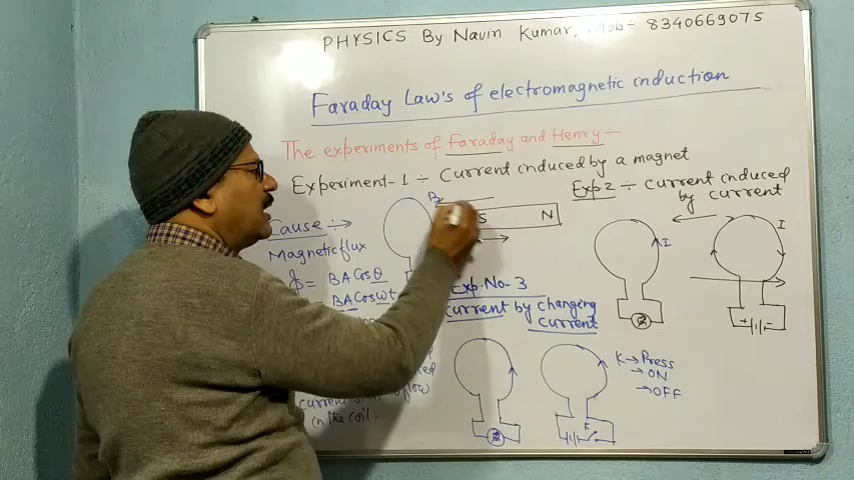 PHYSICS By Navin Kumar, Mob÷ 8340669075
Faraday Law's of electromagnetic induction
The experiments of Faraday and Henry ÷
Experiment-1 ÷ Current induced by a magnet
Cause ÷→
Magnetic flux
ϕ = BA Cosθ
= BA Cosωt
current
flow
in the coil.
B
S N
Exp 2 ÷ Current induced
by current
I
I
+
Exp. No-3
Current by changing
current
K → Press
→ ON
→ OFF
K